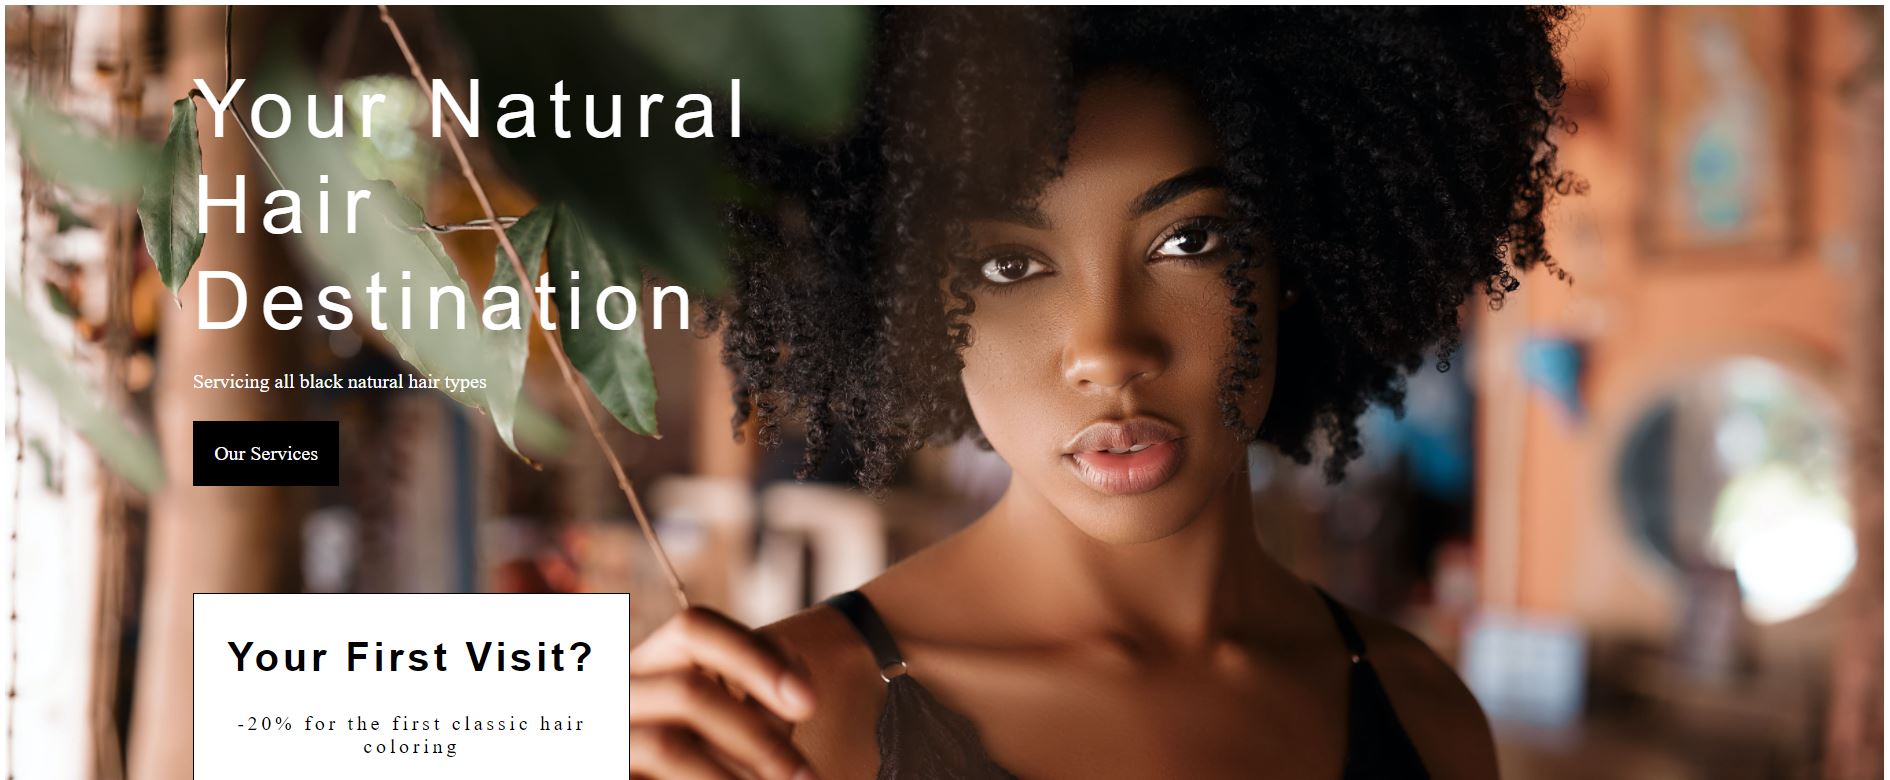 Your Natural
Hair
Destination
Servicing all black natural hair types
Our Services
Your First Visit?
-20% for the first classic hair
coloring